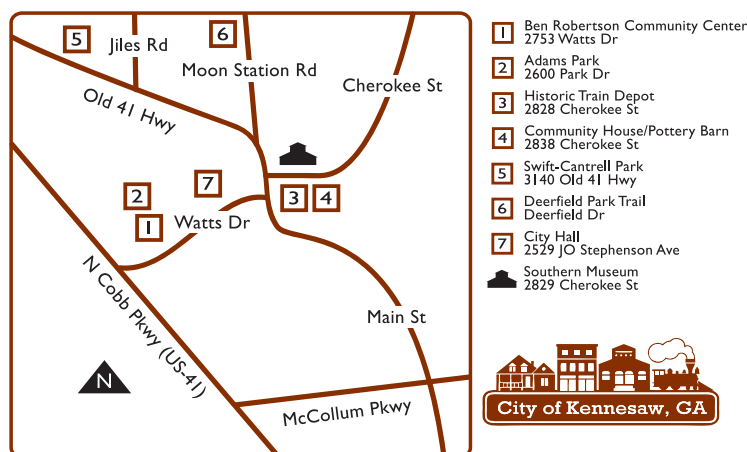 5
Jiles Rd
6
Moon Station Rd
Cherokee St
Old 41 Hwy
2
7
3
4
1
Watts Dr
N Cobb Pkwy (US-41)
Main St
N
McCollum Pkwy
1 Ben Robertson Community Center
2753 Watts Dr
2 Adams Park
2600 Park Dr
3 Historic Train Depot
2828 Cherokee St
4 Community House/Pottery Barn
2838 Cherokee St
5 Swift-Cantrell Park
3140 Old 41 Hwy
6 Deerfield Park Trail
Deerfield Dr
7 City Hall
2529 JO Stephenson Ave
Southern Museum
2829 Cherokee St
City of Kennesaw, GA